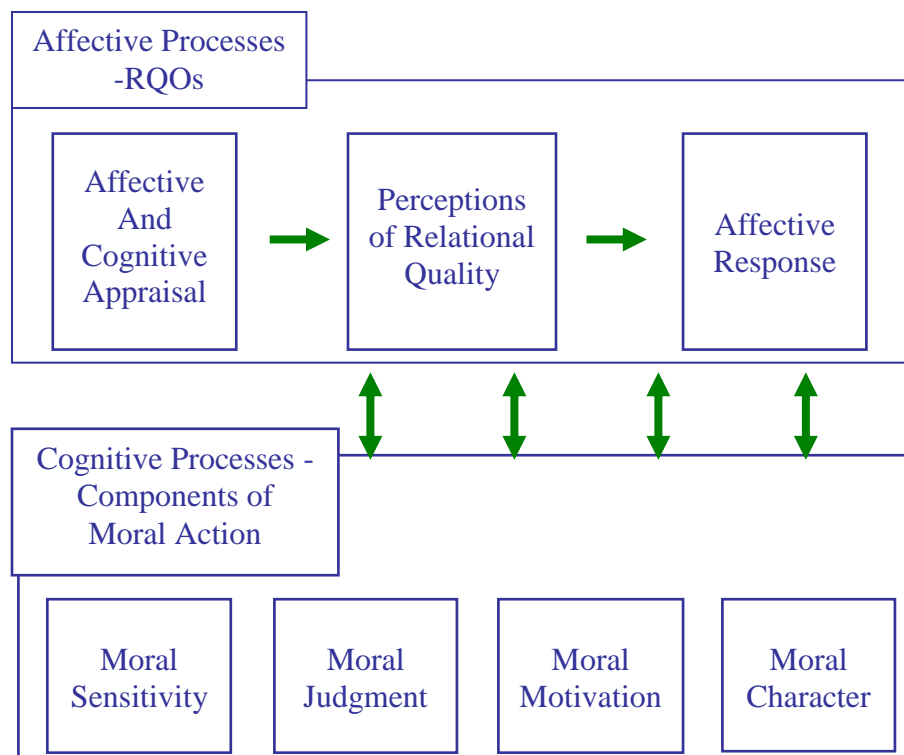 Affective Processes
-RQOs
Affective
And
Cognitive
Appraisal
Perceptions
of Relational
Quality
Affective
Response
Cognitive Processes -
Components of
Moral Action
Moral
Sensitivity
Moral
Judgment
Moral
Motivation
Moral
Character